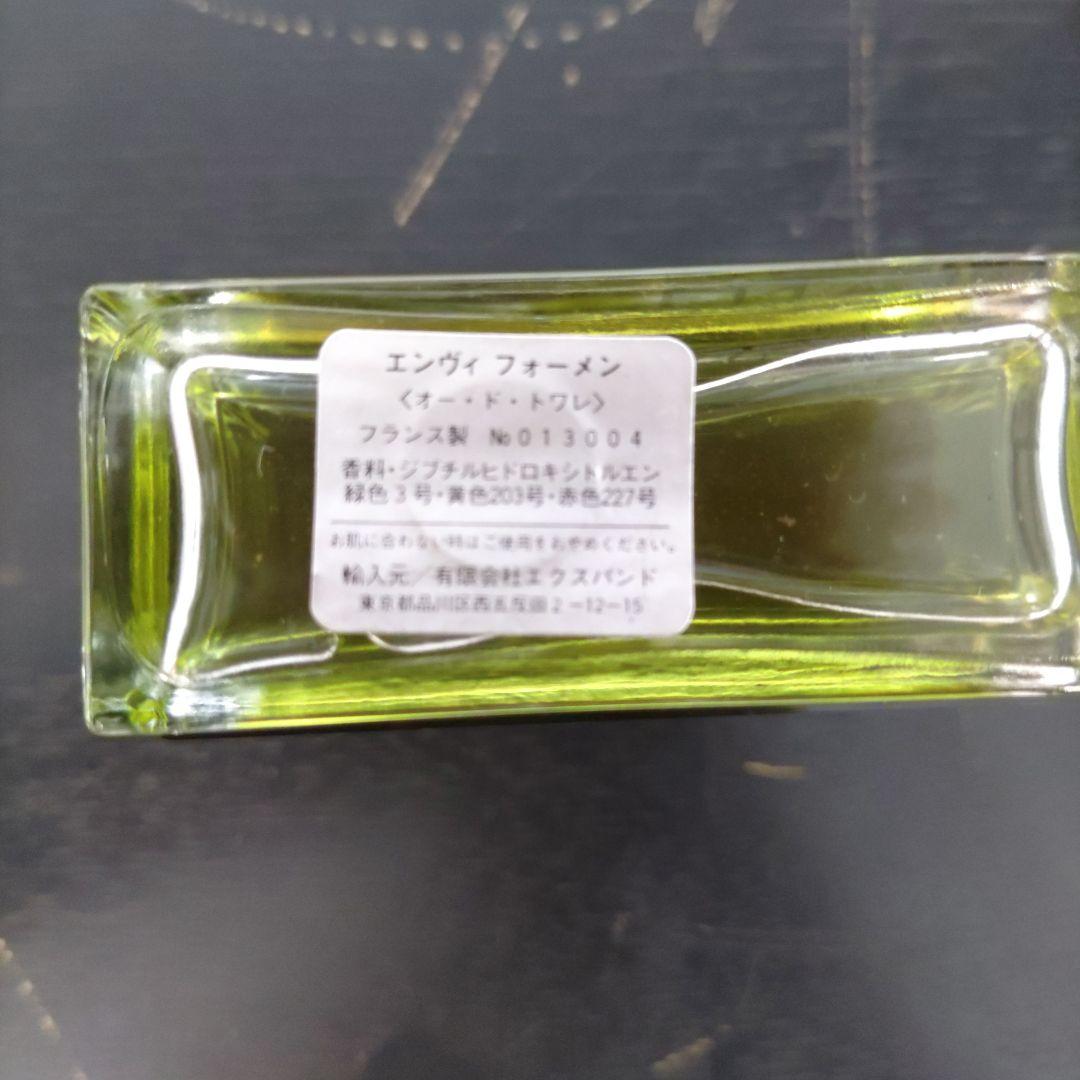 エンヴィ フォーメン
〈オー・ド・トワレ〉
フランス製 №013004
香料・ジブチルヒドロキシトルエン
緑色3号・黄色203号・赤色227号
お肌に合わない時はご使用をおやめください。
輸入元／有限会社エクスパンド
東京都品川区西五反田2-12-15